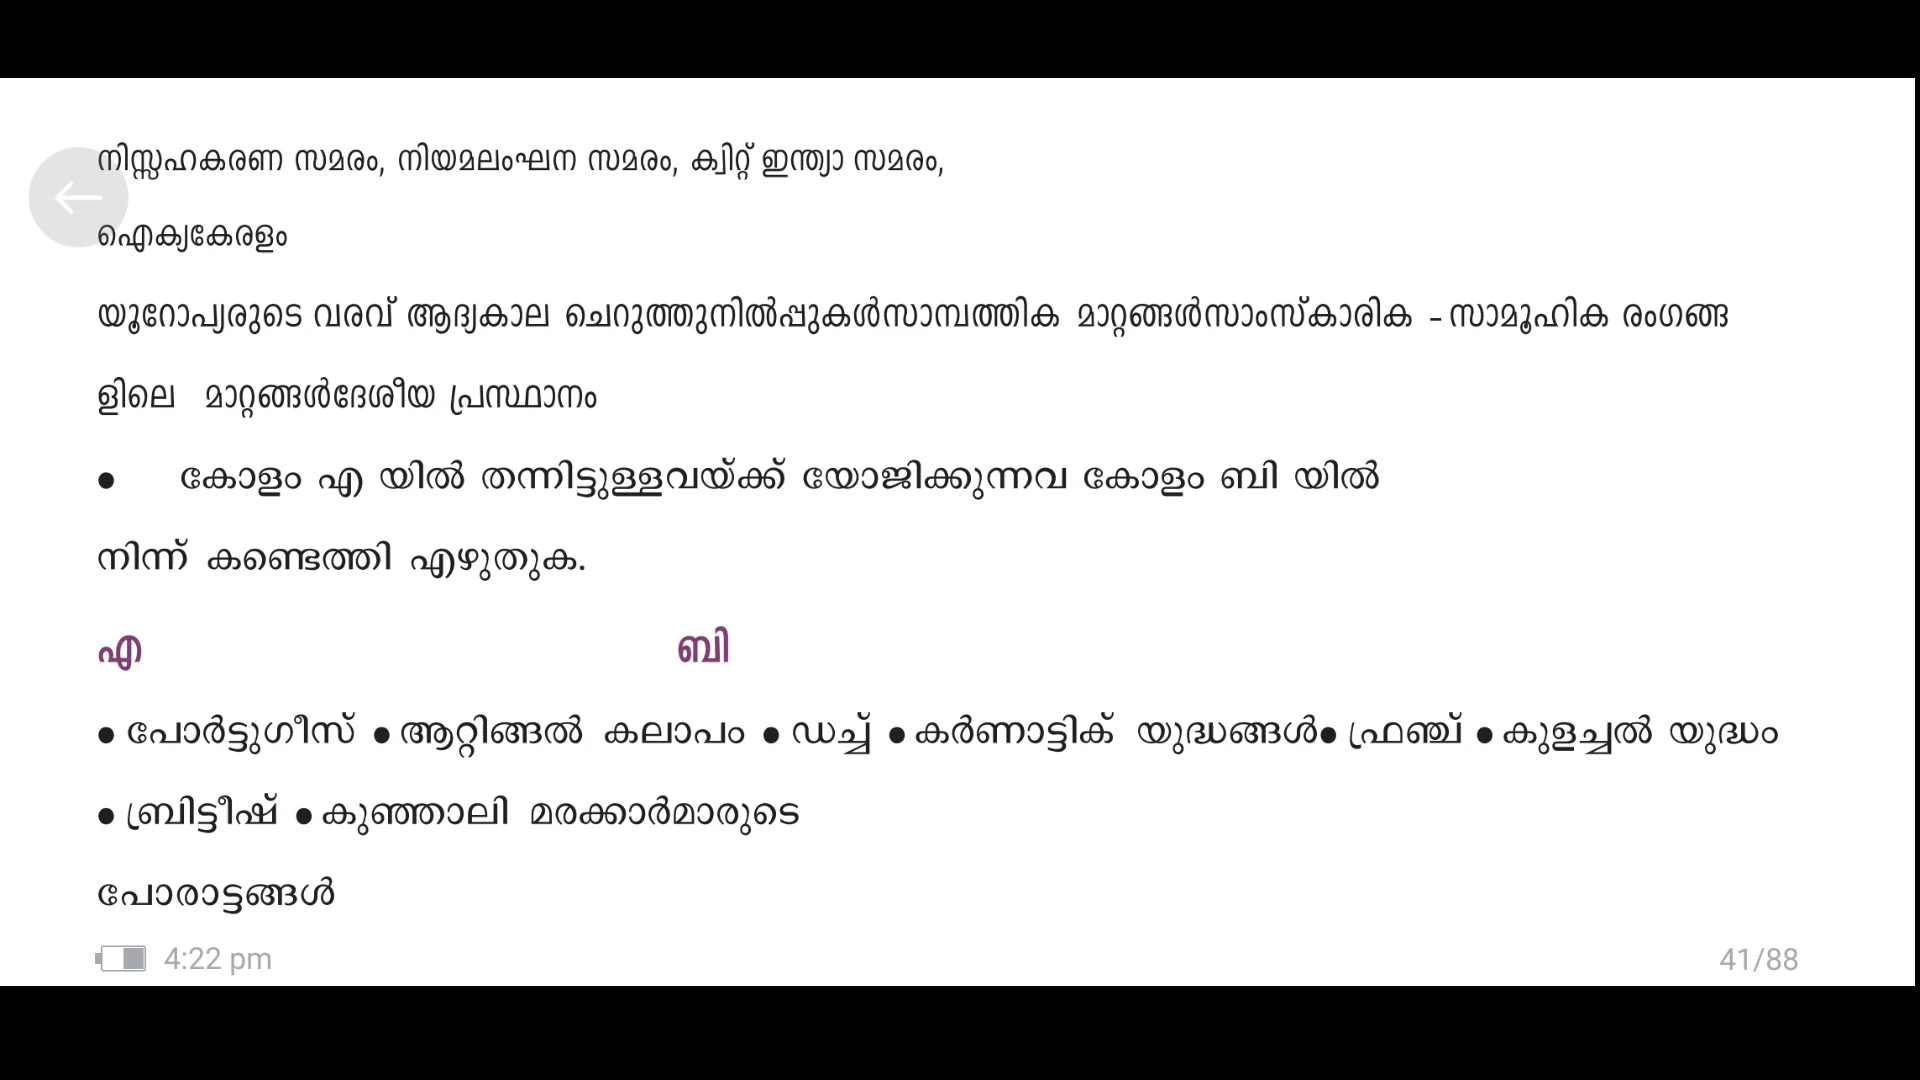 നിസ്സഹകരണ സമരം, നിയമലംഘന സമരം, ക്വിറ്റ് ഇന്ത്യാ സമരം,
ഐക്യകേരളം
യൂറോപ്യരുടെ വരവ് ആദ്യകാല ചെറുത്തുനിൽപ്പുകൾസാമ്പത്തിക മാറ്റങ്ങൾസാംസ്കാരിക - സാമൂഹിക രംഗങ്ങ
ളിലെ മാറ്റങ്ങൾദേശീയ പ്രസ്ഥാനം
● കോളം എ യിൽ തന്നിട്ടുള്ളവയ്ക്ക് യോജിക്കുന്നവ കോളം ബി യിൽ
നിന്ന് കണ്ടെത്തി എഴുതുക.
എ ബി
● പോർട്ടുഗീസ് ● ആറ്റിങ്ങൽ കലാപം ● ഡച്ച് ● കർണാട്ടിക് യുദ്ധങ്ങൾ● ഫ്രഞ്ച് ● കുളച്ചൽ യുദ്ധം
● ബ്രിട്ടീഷ് ● കുഞ്ഞാലി മരക്കാർമാരുടെ
പോരാട്ടങ്ങൾ
4:22 pm 41/88